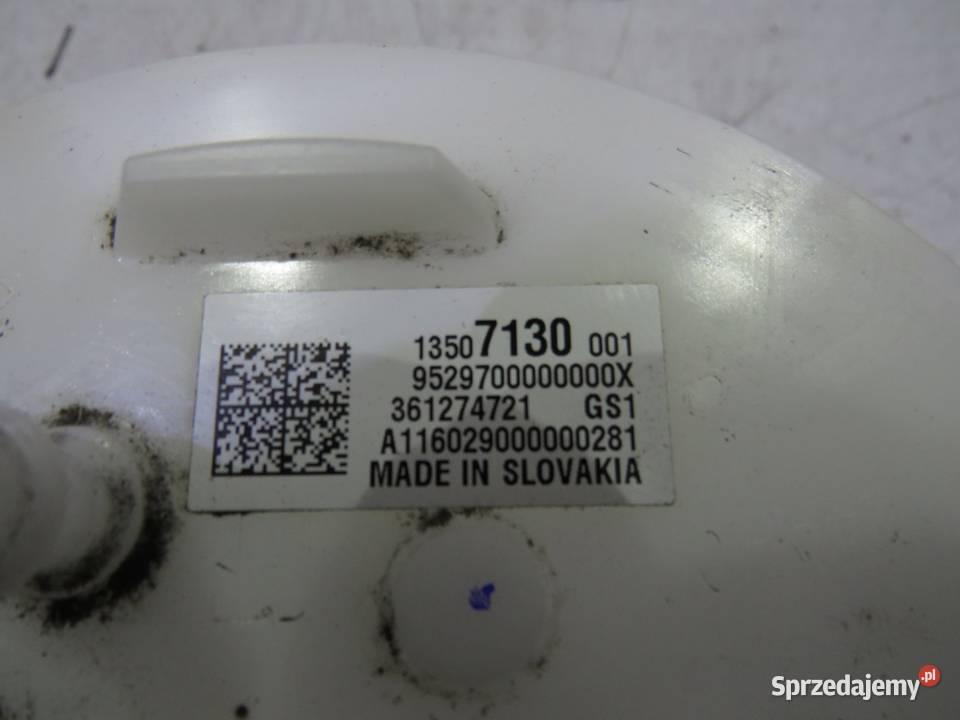 13507130 001
9529700000000X
361274721 GS1
A116029000000281
MADE IN SLOVAKIA
Sprzedajemy.pl